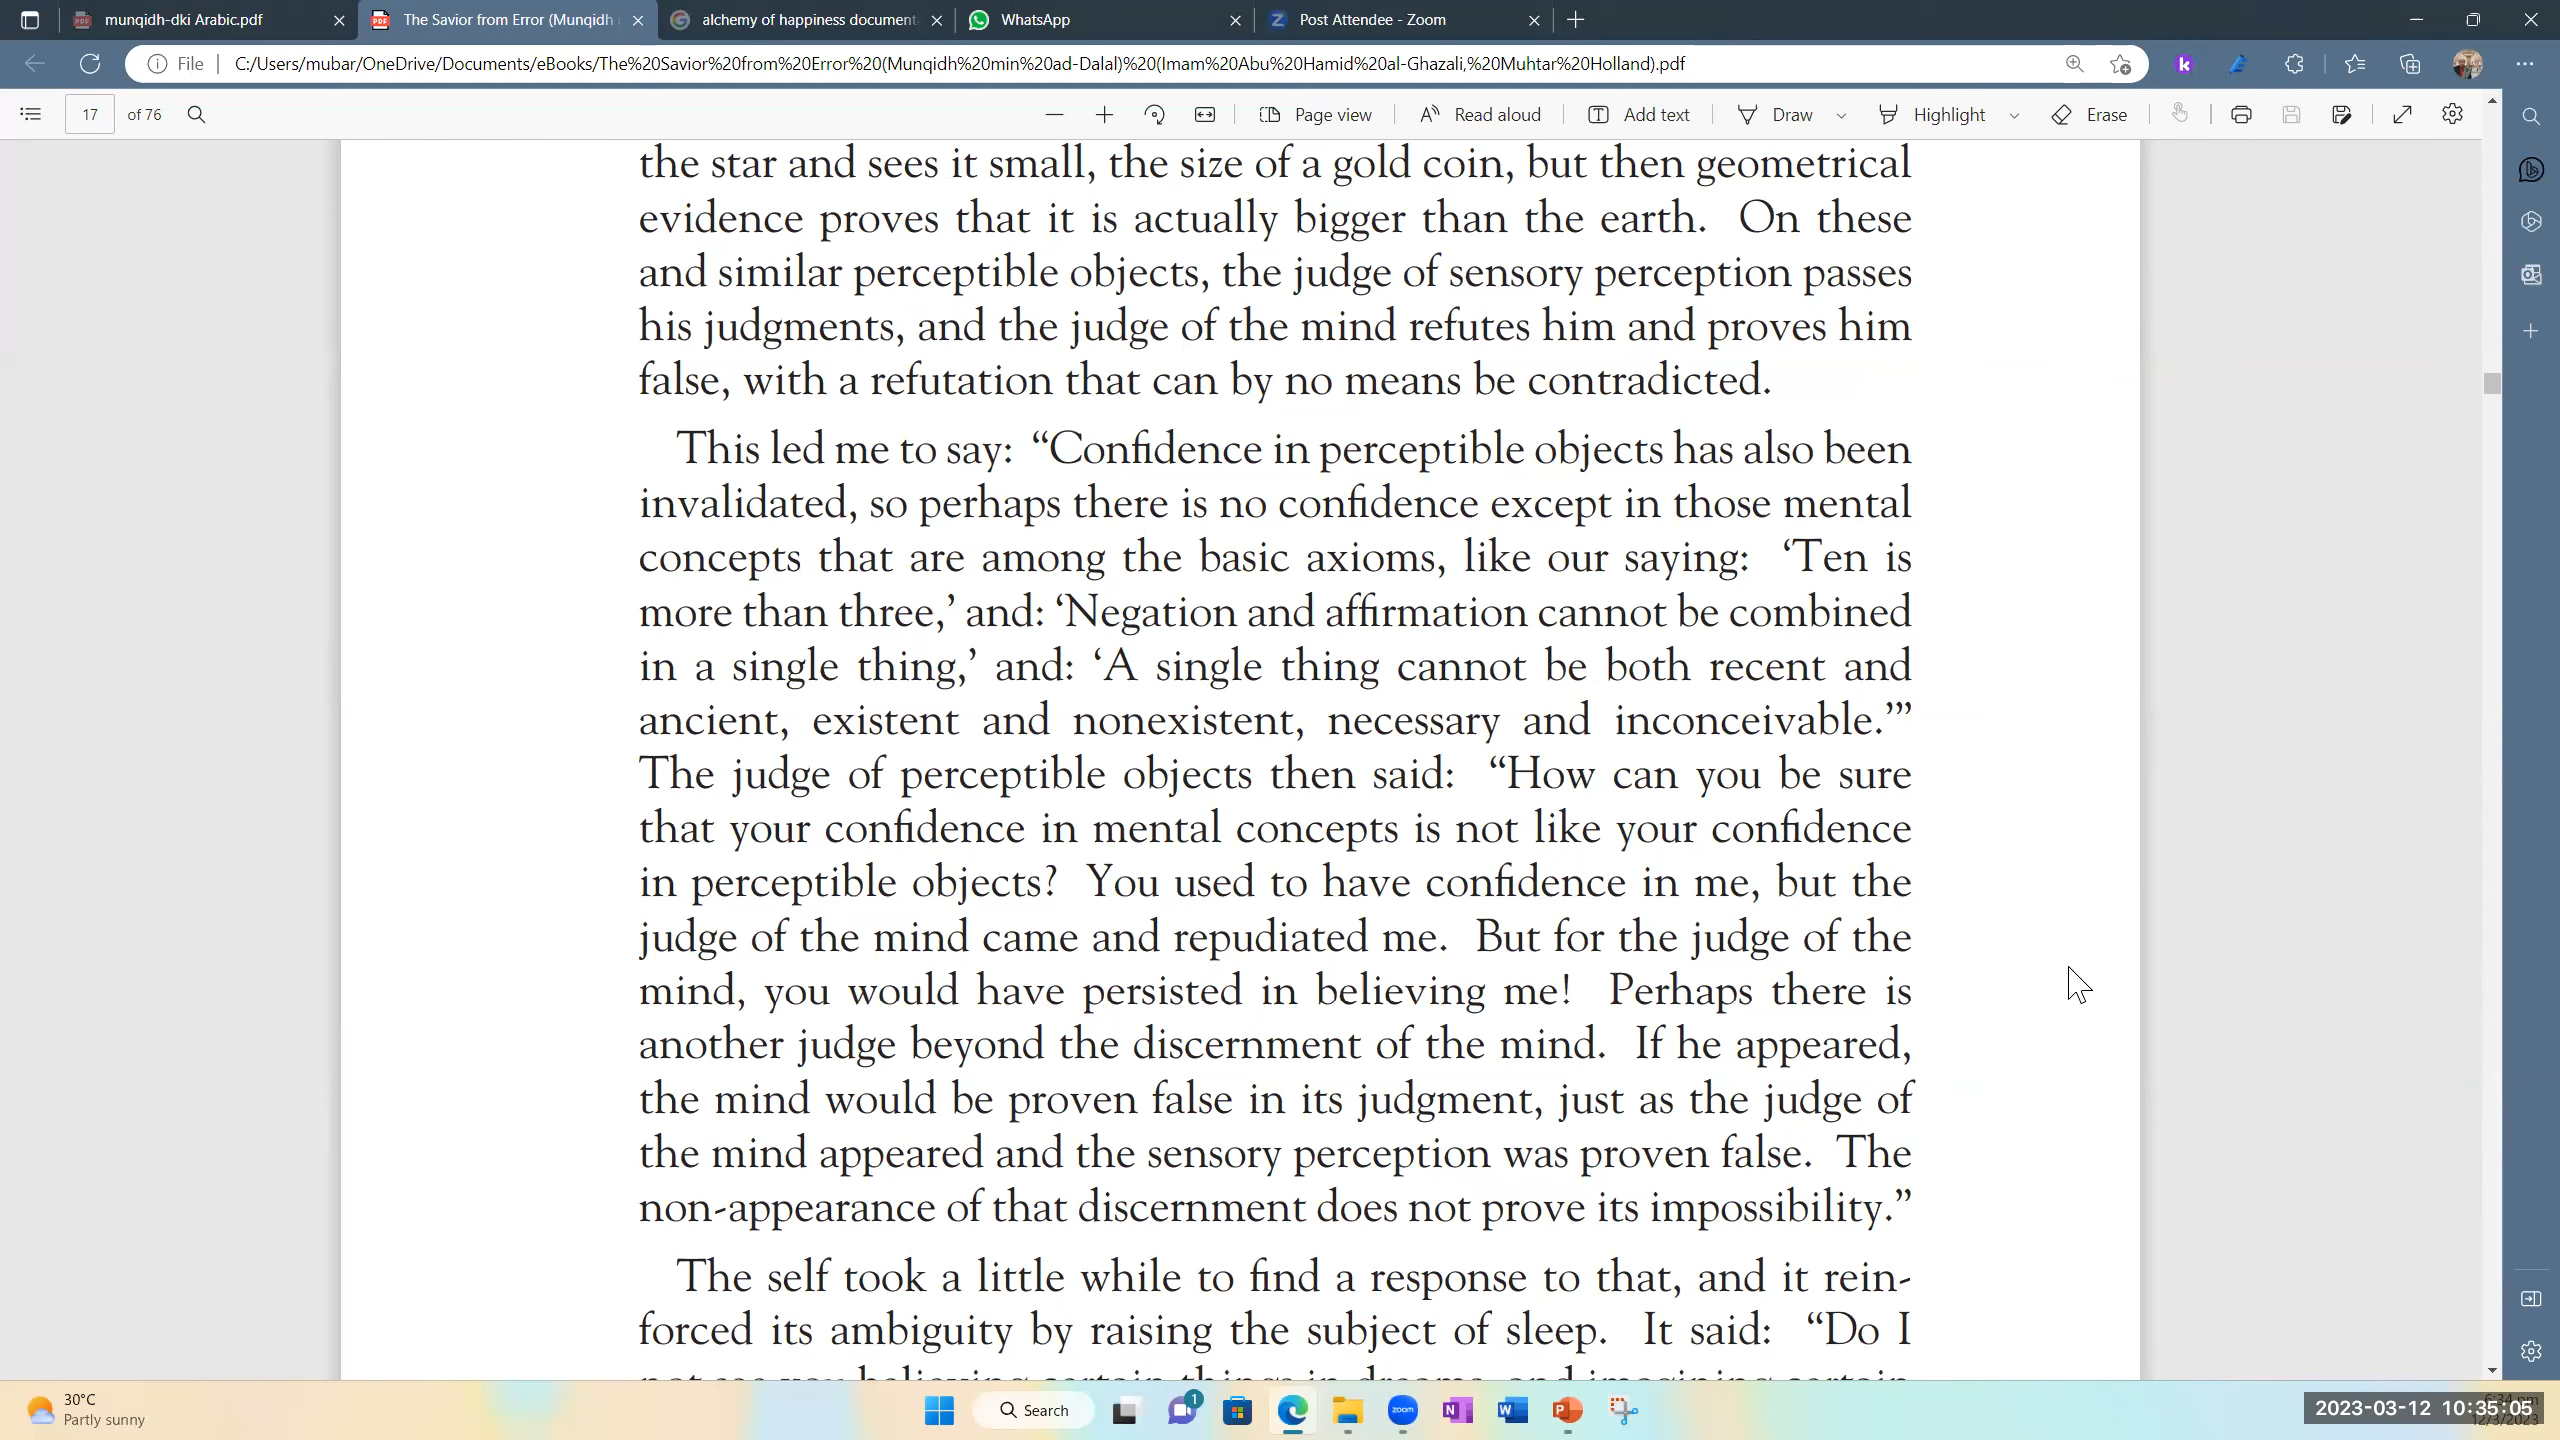 munqidh-dki Arabic.pdf
The Savior from Error (Munqidh
alchemy of happiness document
WhatsApp
Post Attendee - Zoom
File
C:/Users/mubar/OneDrive/Documents/eBooks/The%20Savior%20from%20Error%20(Munqidh%20min%20ad-Dalal)%20(Imam%20Abu%20Hamid%20al-Ghazali,%20Muhtar%20Holland).pdf
17 of 76
Page view
Read aloud
Add text
Draw
Highlight
Erase
the star and sees it small, the size of a gold coin, but then geometrical
evidence proves that it is actually bigger than the earth. On these
and similar perceptible objects, the judge of sensory perception passes
his judgments, and the judge of the mind refutes him and proves him
false, with a refutation that can by no means be contradicted.
This led me to say: “Confidence in perceptible objects has also been
invalidated, so perhaps there is no confidence except in those mental
concepts that are among the basic axioms, like our saying: ‘Ten is
more than three,’ and: ‘Negation and affirmation cannot be combined
in a single thing,’ and: ‘A single thing cannot be both recent and
ancient, existent and nonexistent, necessary and inconceivable.’”
The judge of perceptible objects then said: “How can you be sure
that your confidence in mental concepts is not like your confidence
in perceptible objects? You used to have confidence in me, but the
judge of the mind came and repudiated me. But for the judge of the
mind, you would have persisted in believing me! Perhaps there is
another judge beyond the discernment of the mind. If he appeared,
the mind would be proven false in its judgment, just as the judge of
the mind appeared and the sensory perception was proven false. The
non-appearance of that discernment does not prove its impossibility.”
The self took a little while to find a response to that, and it rein-
forced its ambiguity by raising the subject of sleep. It said: “Do I
not see you believing certain things in dreams, and imagining certain
30°C
Partly sunny
Search
1
zoom
2023-03-12 10:35:05